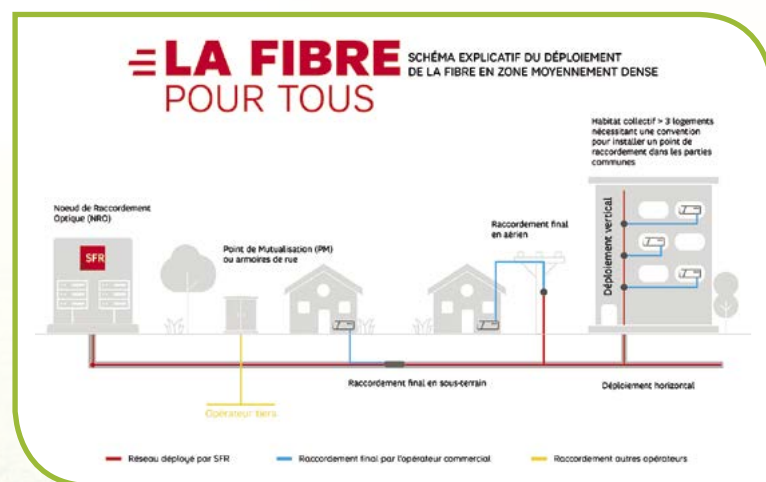 LA FIBRE
POUR TOUS
SCHÉMA EXPLICATIF DU DÉPLOIEMENT
DE LA FIBRE EN ZONE MOYENNEMENT DENSE
Habitat collectif > 3 logements
nécessitant une convention
pour installer un point de
raccordement dans les parties
communes
Noeud de Raccordement
Optique (NRO)
SFR
Point de Mutualisation (PM)
ou armoires de rue
Raccordement final
en aérien
Déploiement vertical
Raccordement final en sous-terrain
Déploiement horizontal
Opérateur tiers
Réseau déployé par SFR
Raccordement final par l'opérateur commercial
Raccordement autres opérateurs